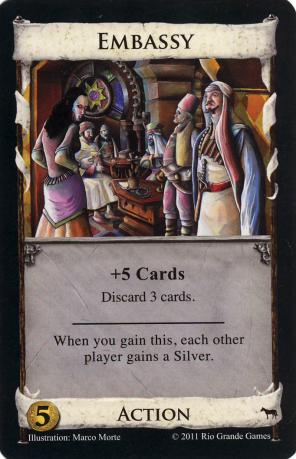 EMBASSY
+5 Cards
Discard 3 cards.
When you gain this, each other
player gains a Silver.
5
ACTION
Illustration: Marco Morte
© 2011 Rio Grande Games